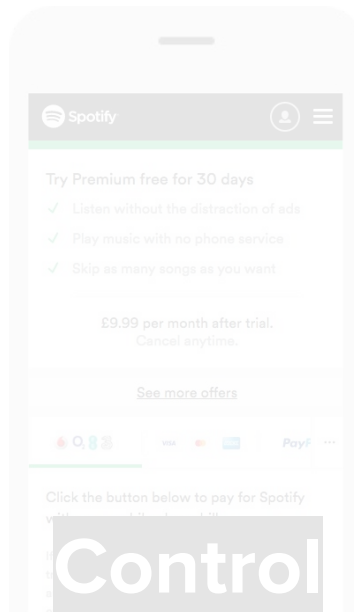 Spotify
Try Premium free for 30 days
Listen without the distraction of ads
Play music with no phone service
Skip as many songs as you want
£9.99 per month after trial.
Cancel anytime.
See more offers
O₂ VISA PayP ...
Click the button below to pay for Spotify
Control